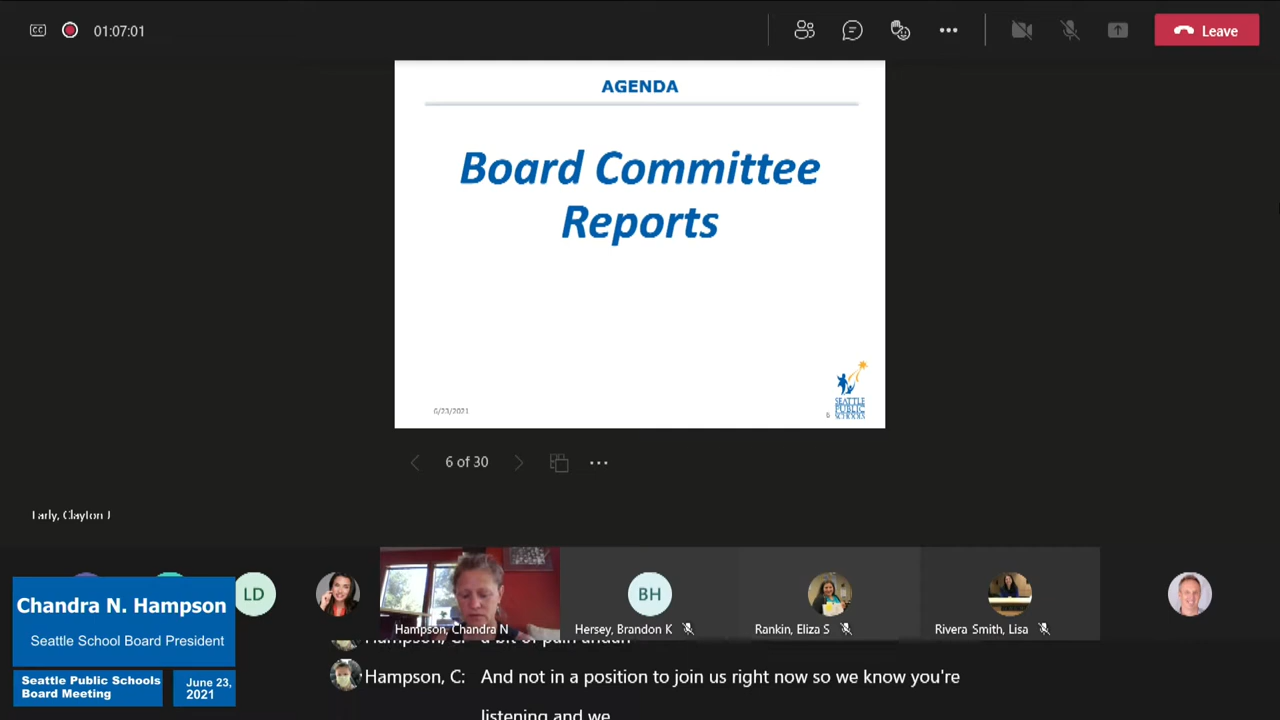 CC
01:07:01
Leave
AGENDA
Board Committee
Reports
6/23/2021
6
SEATTLE
PUBLIC
SCHOOLS
6 of 30
LD
BH
Hampson, Chandra N
Hersey, Brandon K
Rankin, Eliza S
Rivera Smith, Lisa
Chandra N. Hampson
Seattle School Board President
Seattle Public Schools
Board Meeting
June 23,
2021
Hampson, C: And not in a position to join us right now so we know you're
listening and we